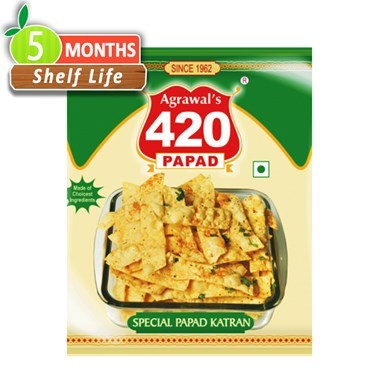 5 MONTHS
Shelf Life
SINCE 1962
Agrawal's
®
420
PAPAD
Made of
Choicest
Ingredients
SPECIAL PAPAD KATRAN